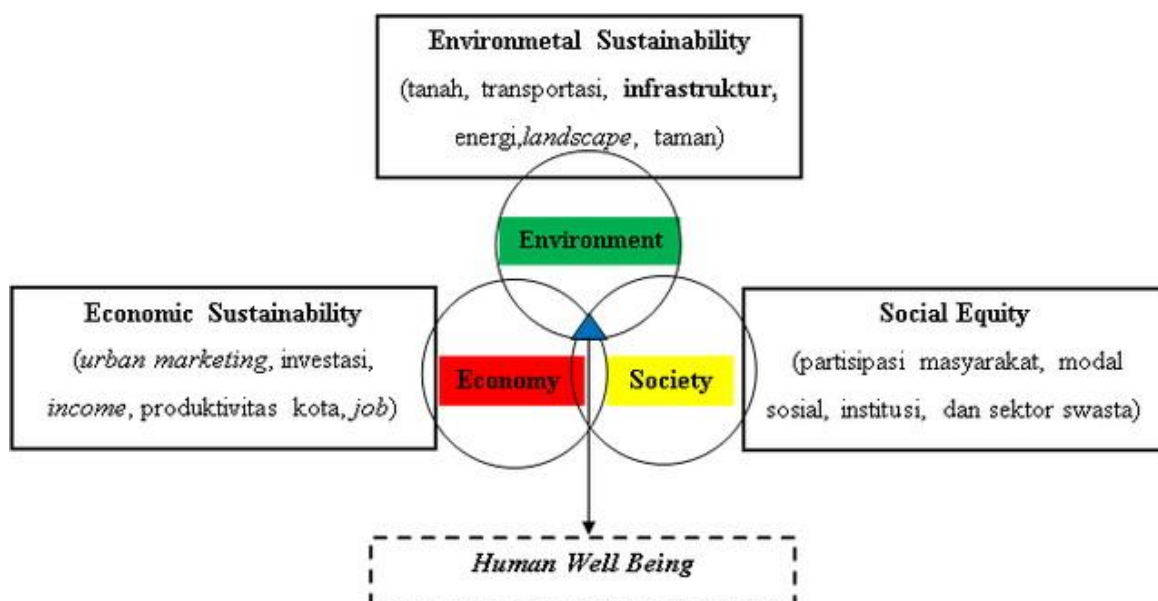 Environmetal Sustainability
(tanah, transportasi, infrastruktur,
energi,landscape, taman)
Environment
Economic Sustainability
(urban marketing, investasi,
income, produktivitas kota, job)
Economy
Society
Social Equity
(partisipasi masyarakat, modal
sosial, institusi, dan sektor swasta)
Human Well Being